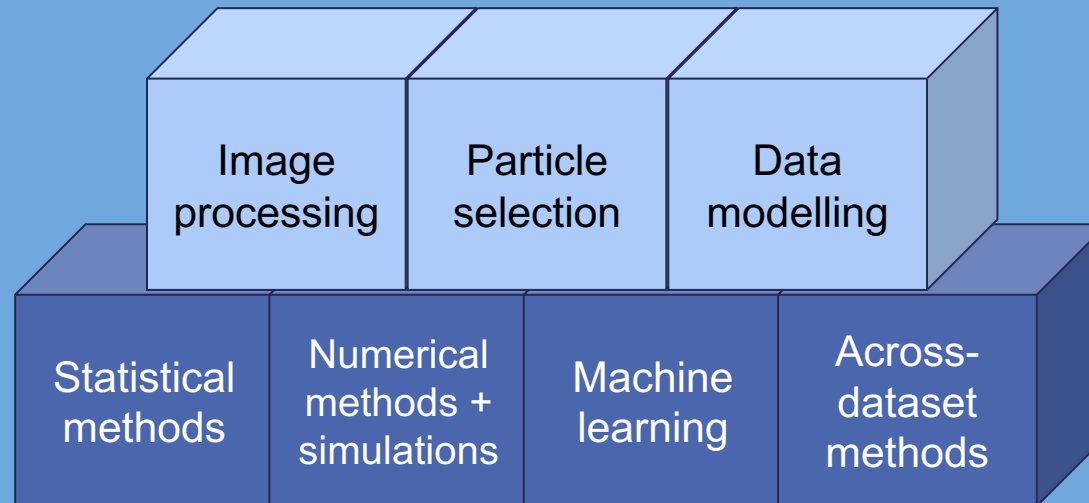 Image
processing
Particle
selection
Data
modelling
Statistical
methods
Numerical
methods +
simulations
Machine
learning
Across-
dataset
methods